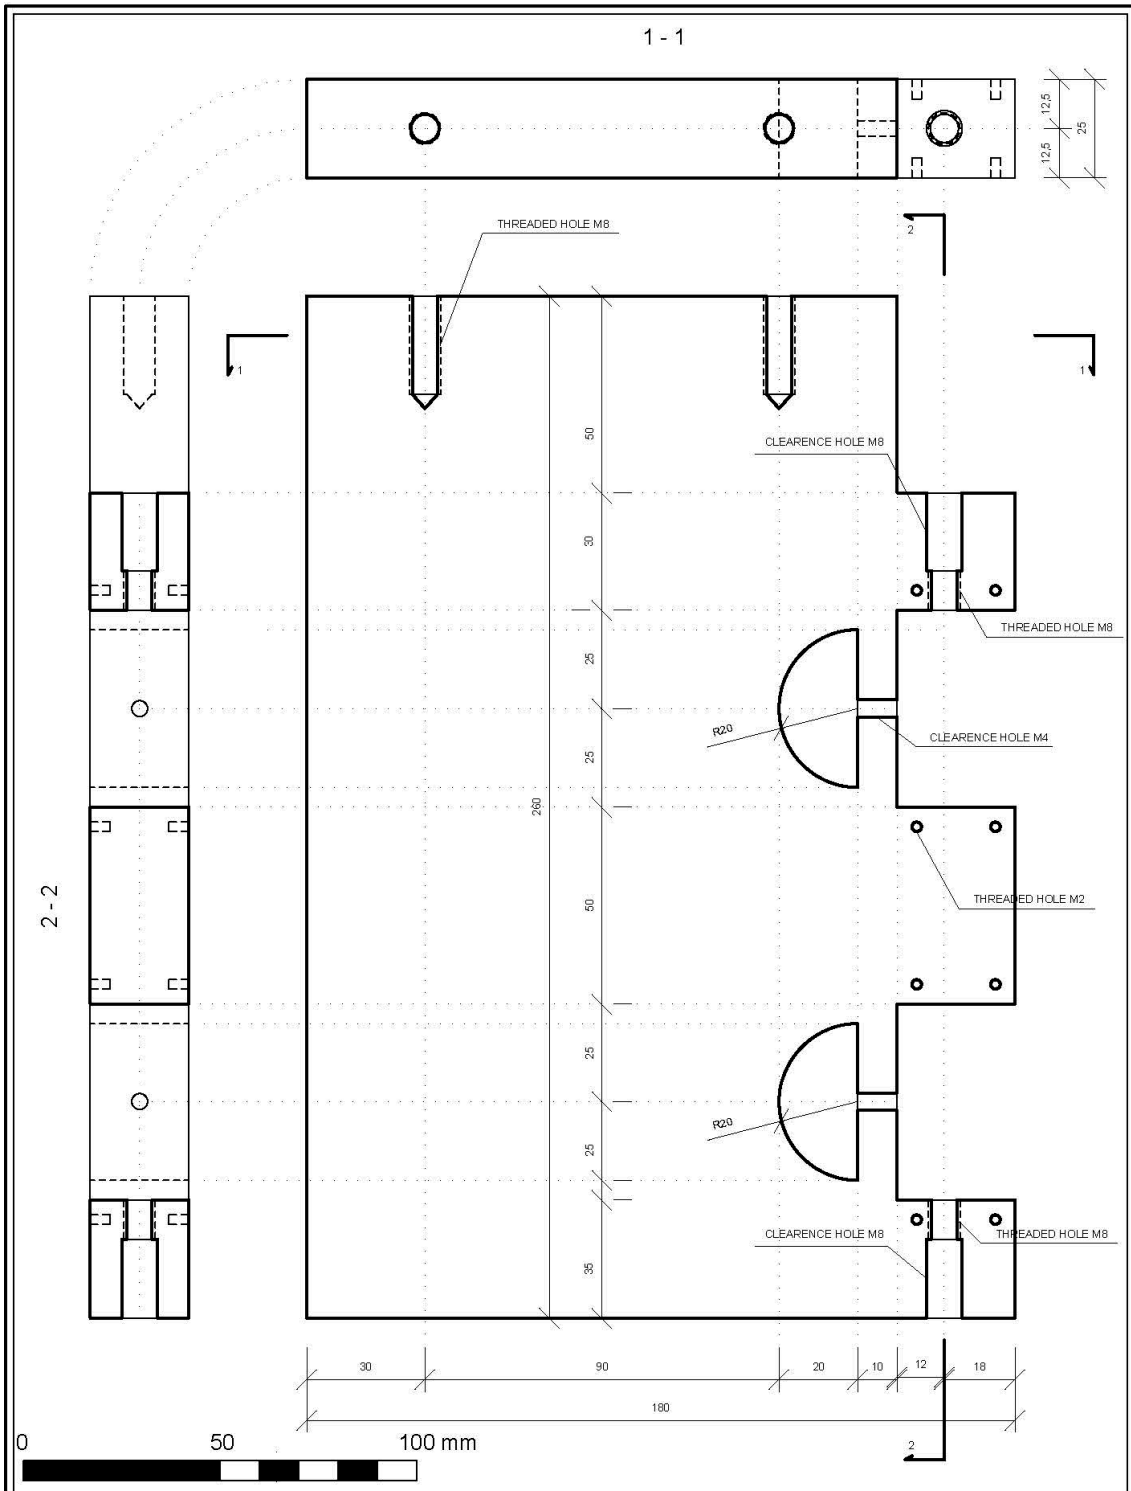 1 - 1
12,5
25
12,5
THREADED HOLE M8
2
1
1
50
CLEARENCE HOLE M8
30
THREADED HOLE M8
25
R20
CLEARENCE HOLE M4
25
260
2 - 2
50
THREADED HOLE M2
25
R20
25
CLEARENCE HOLE M8
THREADED HOLE M8
35
30
90
20
10
12
18
180
2
0
50
100 mm